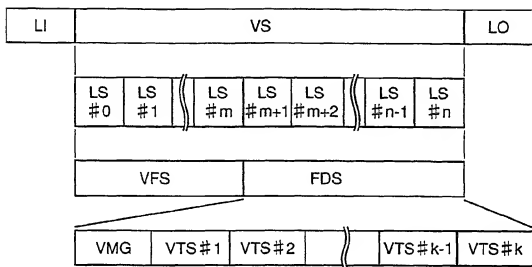 LI VS LO
LS #0 LS #1 LS #m LS #m+1 LS #m+2 LS #n-1 LS #n
VFS FDS
VMG VTS#1 VTS#2 VTS#k-1 VTS#k